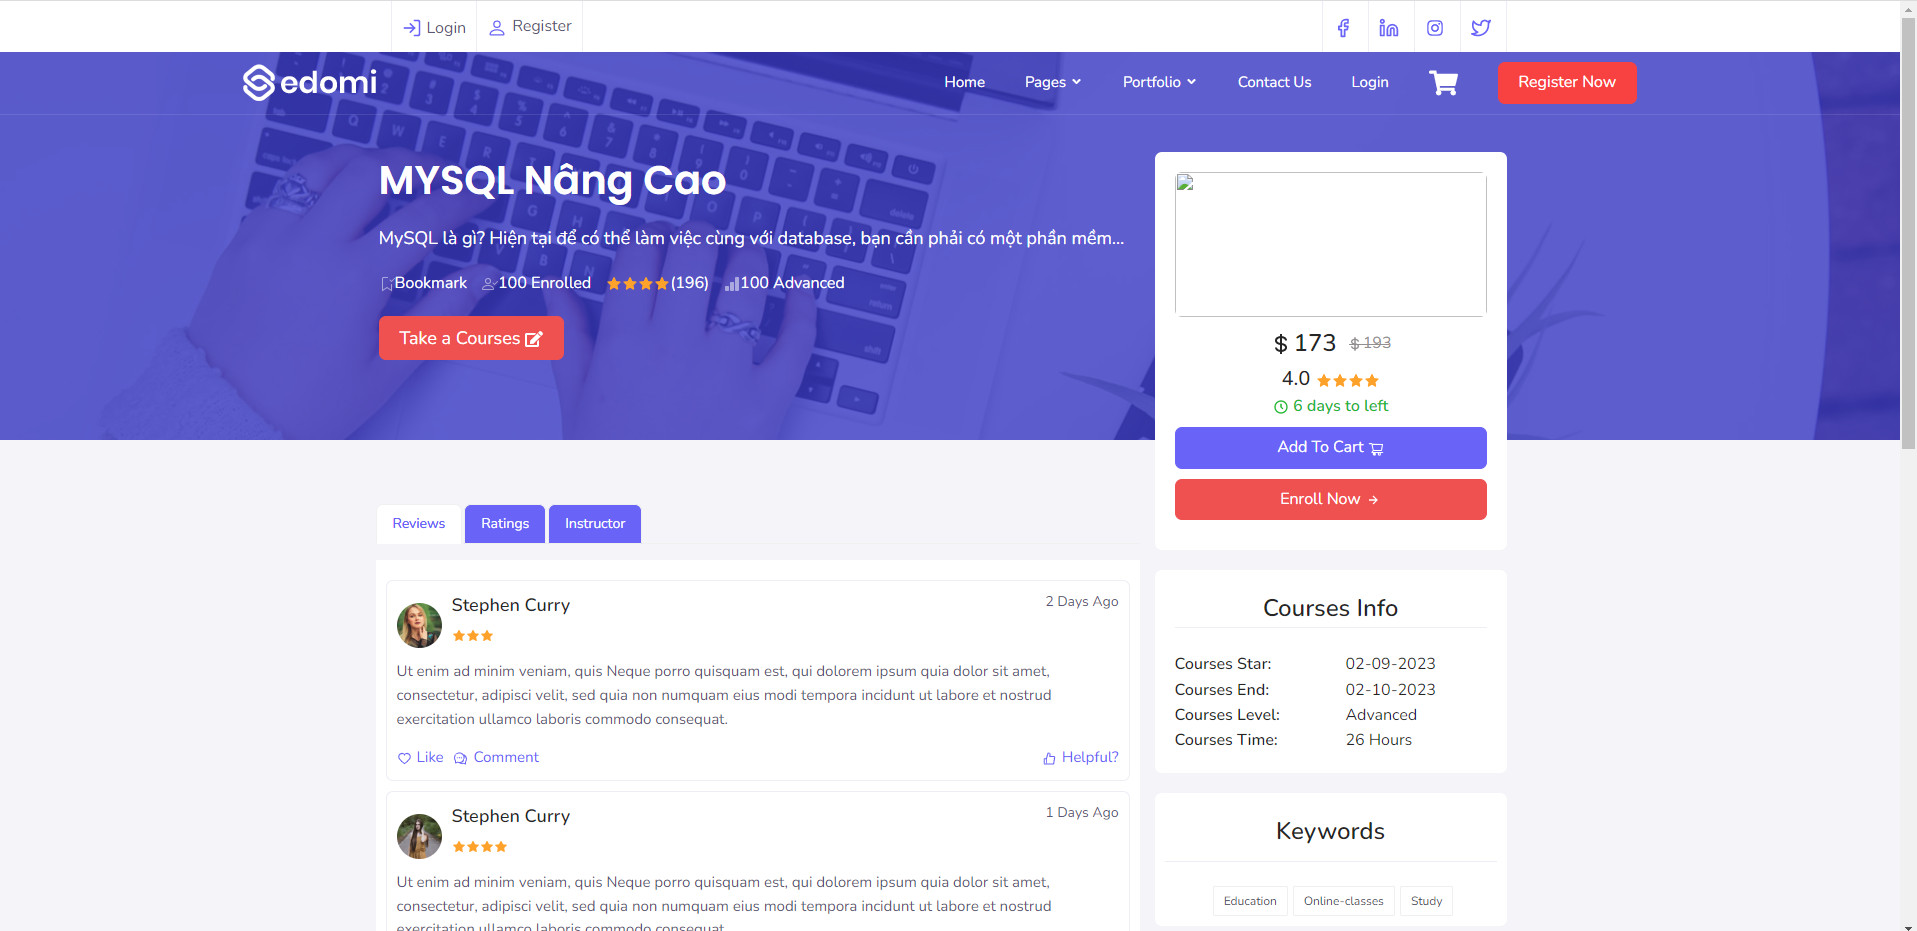 Login
Register
edomi
Home
Pages
Portfolio
Contact Us
Login
Register Now
MYSQL Nâng Cao
MySQL là gì? Hiện tại để có thể làm việc cùng với database, bạn cần phải có một phần mềm...
Bookmark
100 Enrolled
(196)
100 Advanced
Take a Courses
$ 173 $ 193
4.0
6 days to left
Add To Cart
Enroll Now
Reviews
Ratings
Instructor
Stephen Curry
2 Days Ago
Ut enim ad minim veniam, quis Neque porro quisquam est, qui dolorem ipsum quia dolor sit amet,
consectetur, adipisci velit, sed quia non numquam eius modi tempora incidunt ut labore et nostrud
exercitation ullamco laboris commodo consequat.
Like
Comment
Helpful?
Stephen Curry
1 Days Ago
Ut enim ad minim veniam, quis Neque porro quisquam est, qui dolorem ipsum quia dolor sit amet,
consectetur, adipisci velit, sed quia non numquam eius modi tempora incidunt ut labore et nostrud
exercitation ullamco laboris commodo consequat.
Courses Info
Courses Star: 02-09-2023
Courses End: 02-10-2023
Courses Level: Advanced
Courses Time: 26 Hours
Keywords
Education
Online-classes
Study